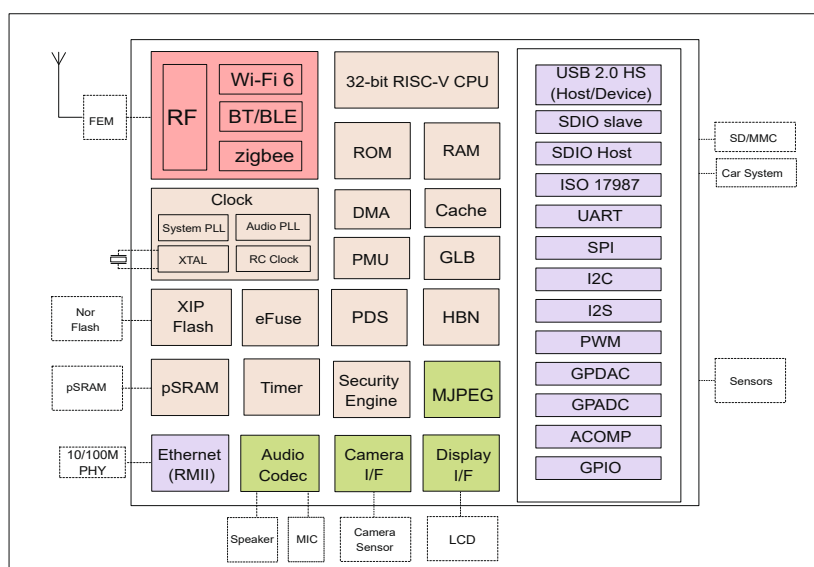 FEM
RF
Wi-Fi 6
BT/BLE
zigbee
32-bit RISC-V CPU
ROM
RAM
Clock
System PLL
Audio PLL
XTAL
RC Clock
DMA
Cache
PMU
GLB
Nor
Flash
XIP
Flash
eFuse
PDS
HBN
pSRAM
pSRAM
Timer
Security
Engine
MJPEG
10/100M
PHY
Ethernet
(RMII)
Audio
Codec
Camera
I/F
Display
I/F
Speaker
MIC
Camera
Sensor
LCD
USB 2.0 HS
(Host/Device)
SDIO slave
SDIO Host
ISO 17987
UART
SPI
I2C
I2S
PWM
GPDAC
GPADC
ACOMP
GPIO
SD/MMC
Car System
Sensors